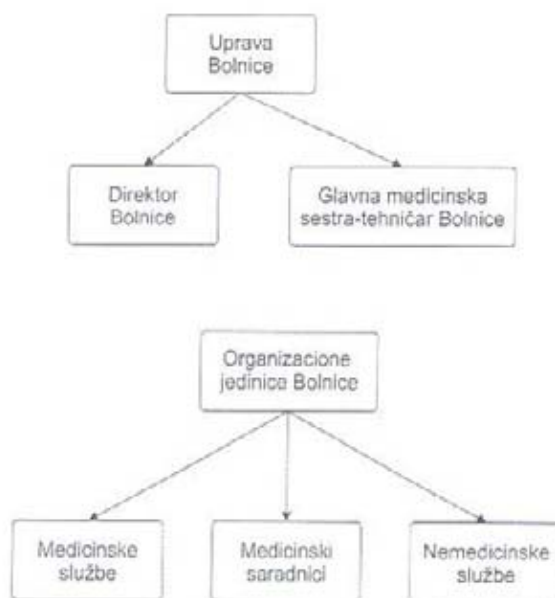 Uprava
Bolnice
Direktor
Bolnice
Glavna medicinska
sestra-tehničar Bolnice
Organizacione
jedinice Bolnice
Medicinske
službe
Medicinski
saradnici
Nemedicinske
službe